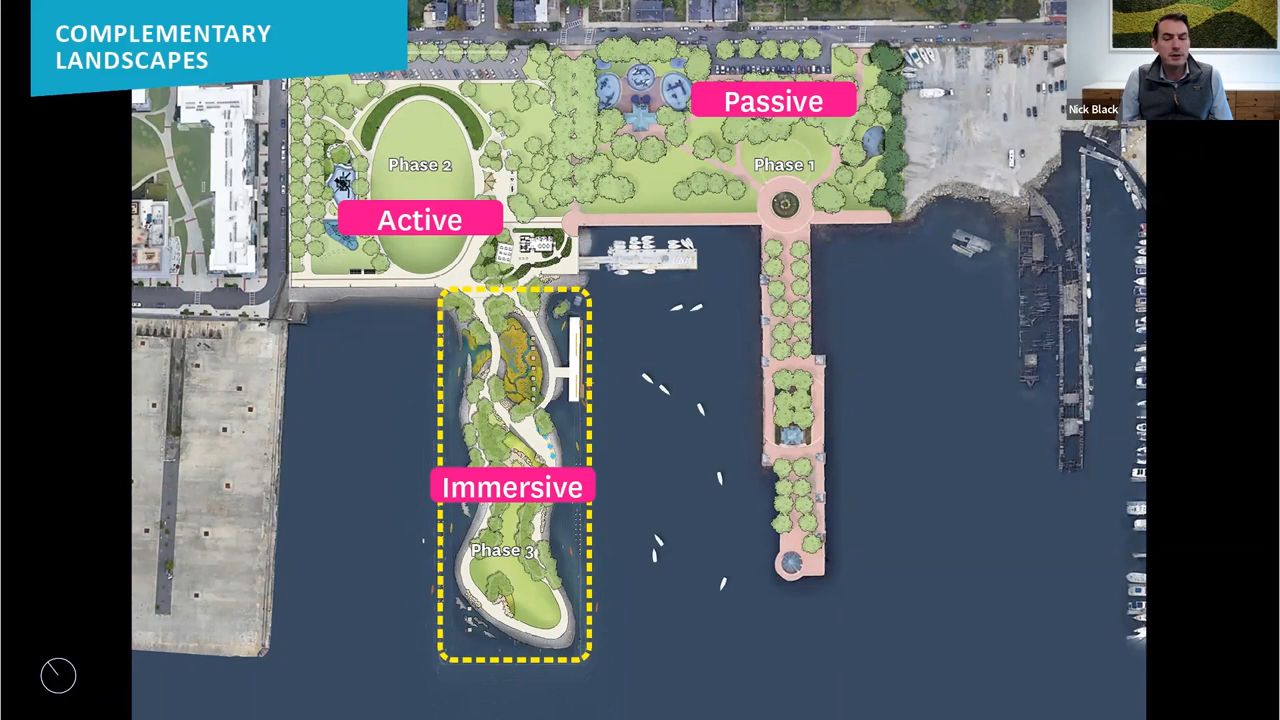 COMPLEMENTARY
LANDSCAPES
Nick Black
Passive
Phase 2
Phase 1
Active
Immersive
Phase 3